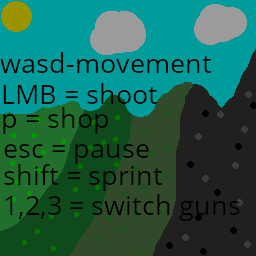 wasd-movement
LMB = shoot
p = shop
esc = pause
shift = sprint
1,2,3 = switch guns